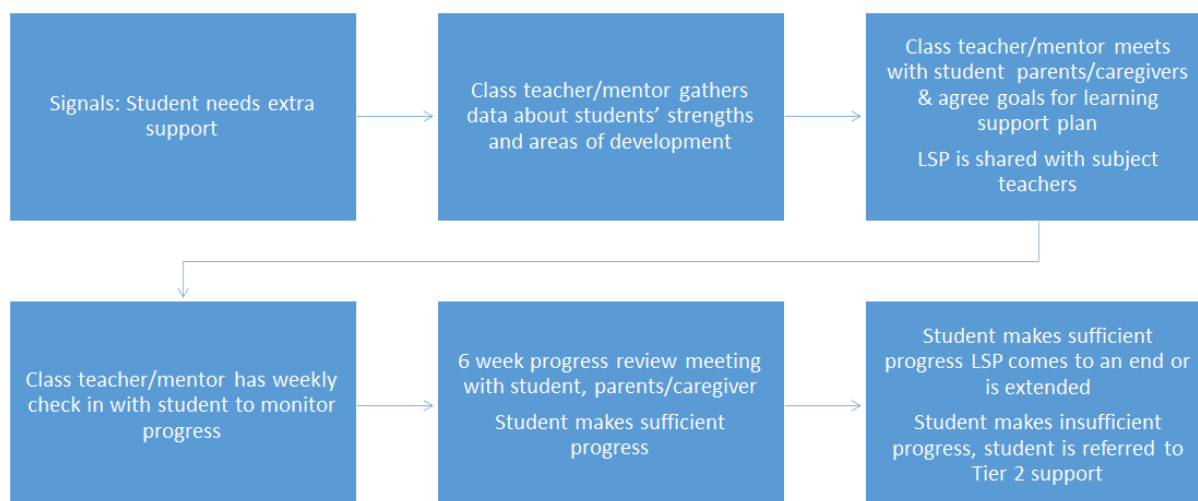 Signals: Student needs extra
support
Class teacher/mentor gathers
data about students’ strengths
and areas of development
Class teacher/mentor meets
with student  parents/caregivers
& agree goals for learning
support plan
LSP is shared with subject
teachers
Class teacher/mentor has weekly
check in with student to monitor
progress
6 week progress review meeting
with student, parents/caregiver
Student makes sufficient
progress
Student makes sufficient
progress LSP comes to an end or
is extended
Student makes insufficient
progress, student is referred to
Tier 2 support